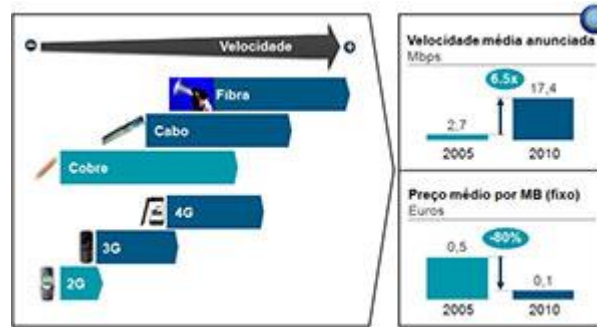 Velocidade
Fibra
Cabo
Cobre
4G
3G
2G
Velocidade média anunciada
Mbps
6.5x
2,7
17,4
2005
2010
Preço médio por MB (fixo)
Euros
-80%
0,5
0,1
2005
2010